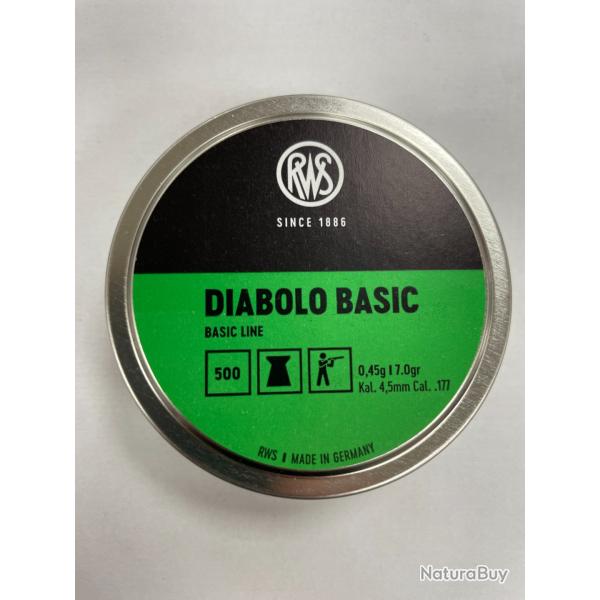 RWS
SINCE 1886
DIABOLO BASIC
BASIC LINE
500
0,45g | 7.0gr
Kal. 4,5mm Cal. .177
RWS | MADE IN GERMANY
NaturaBuy